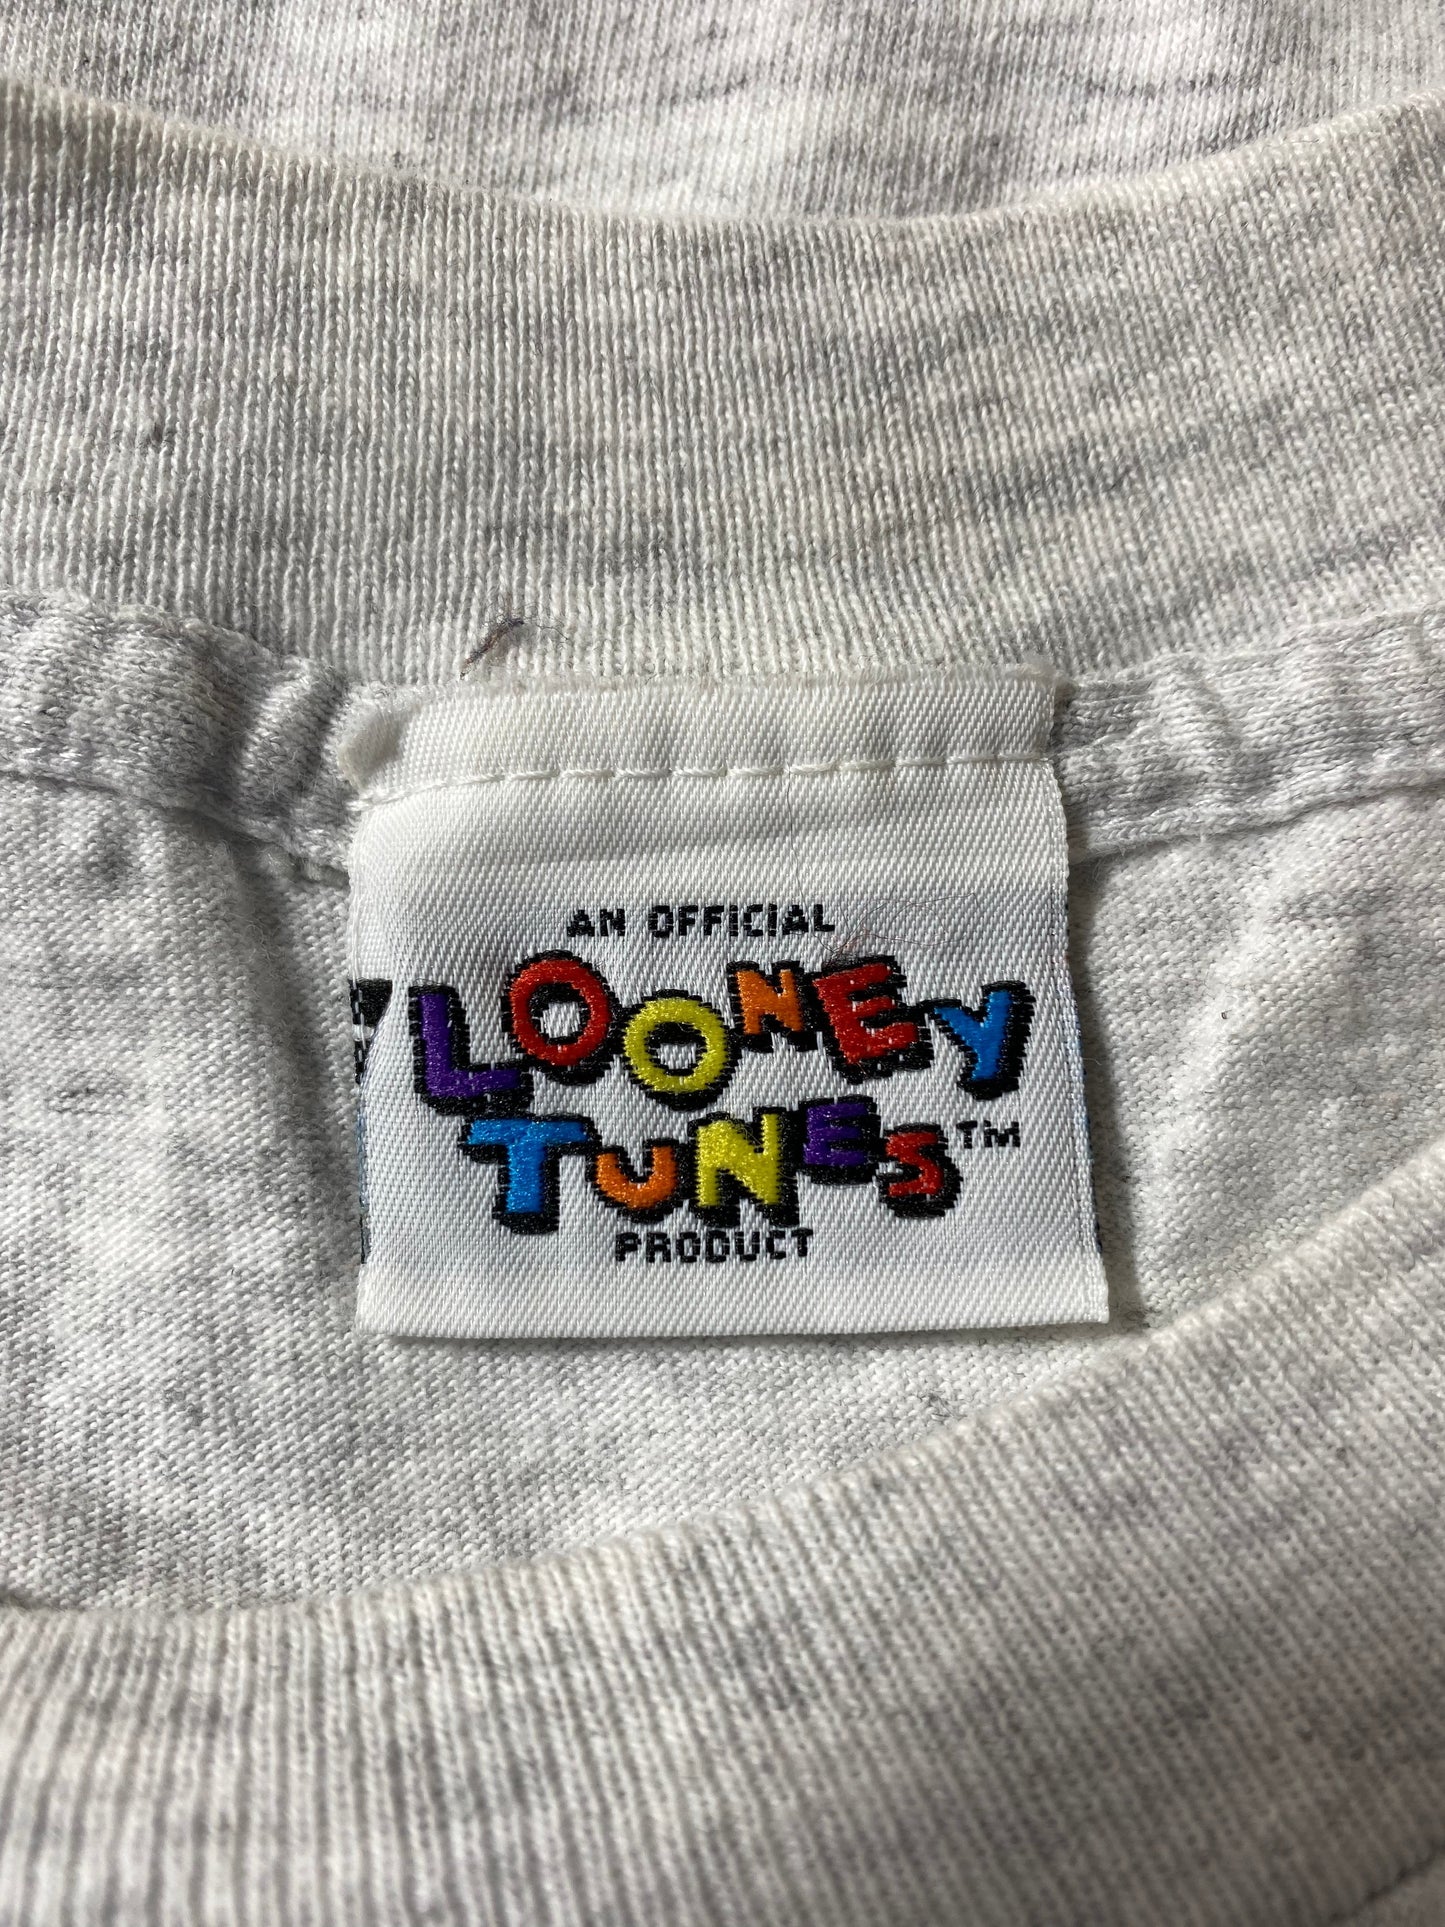 AN OFFICIAL
LOONEY
TUNES™
PRODUCT